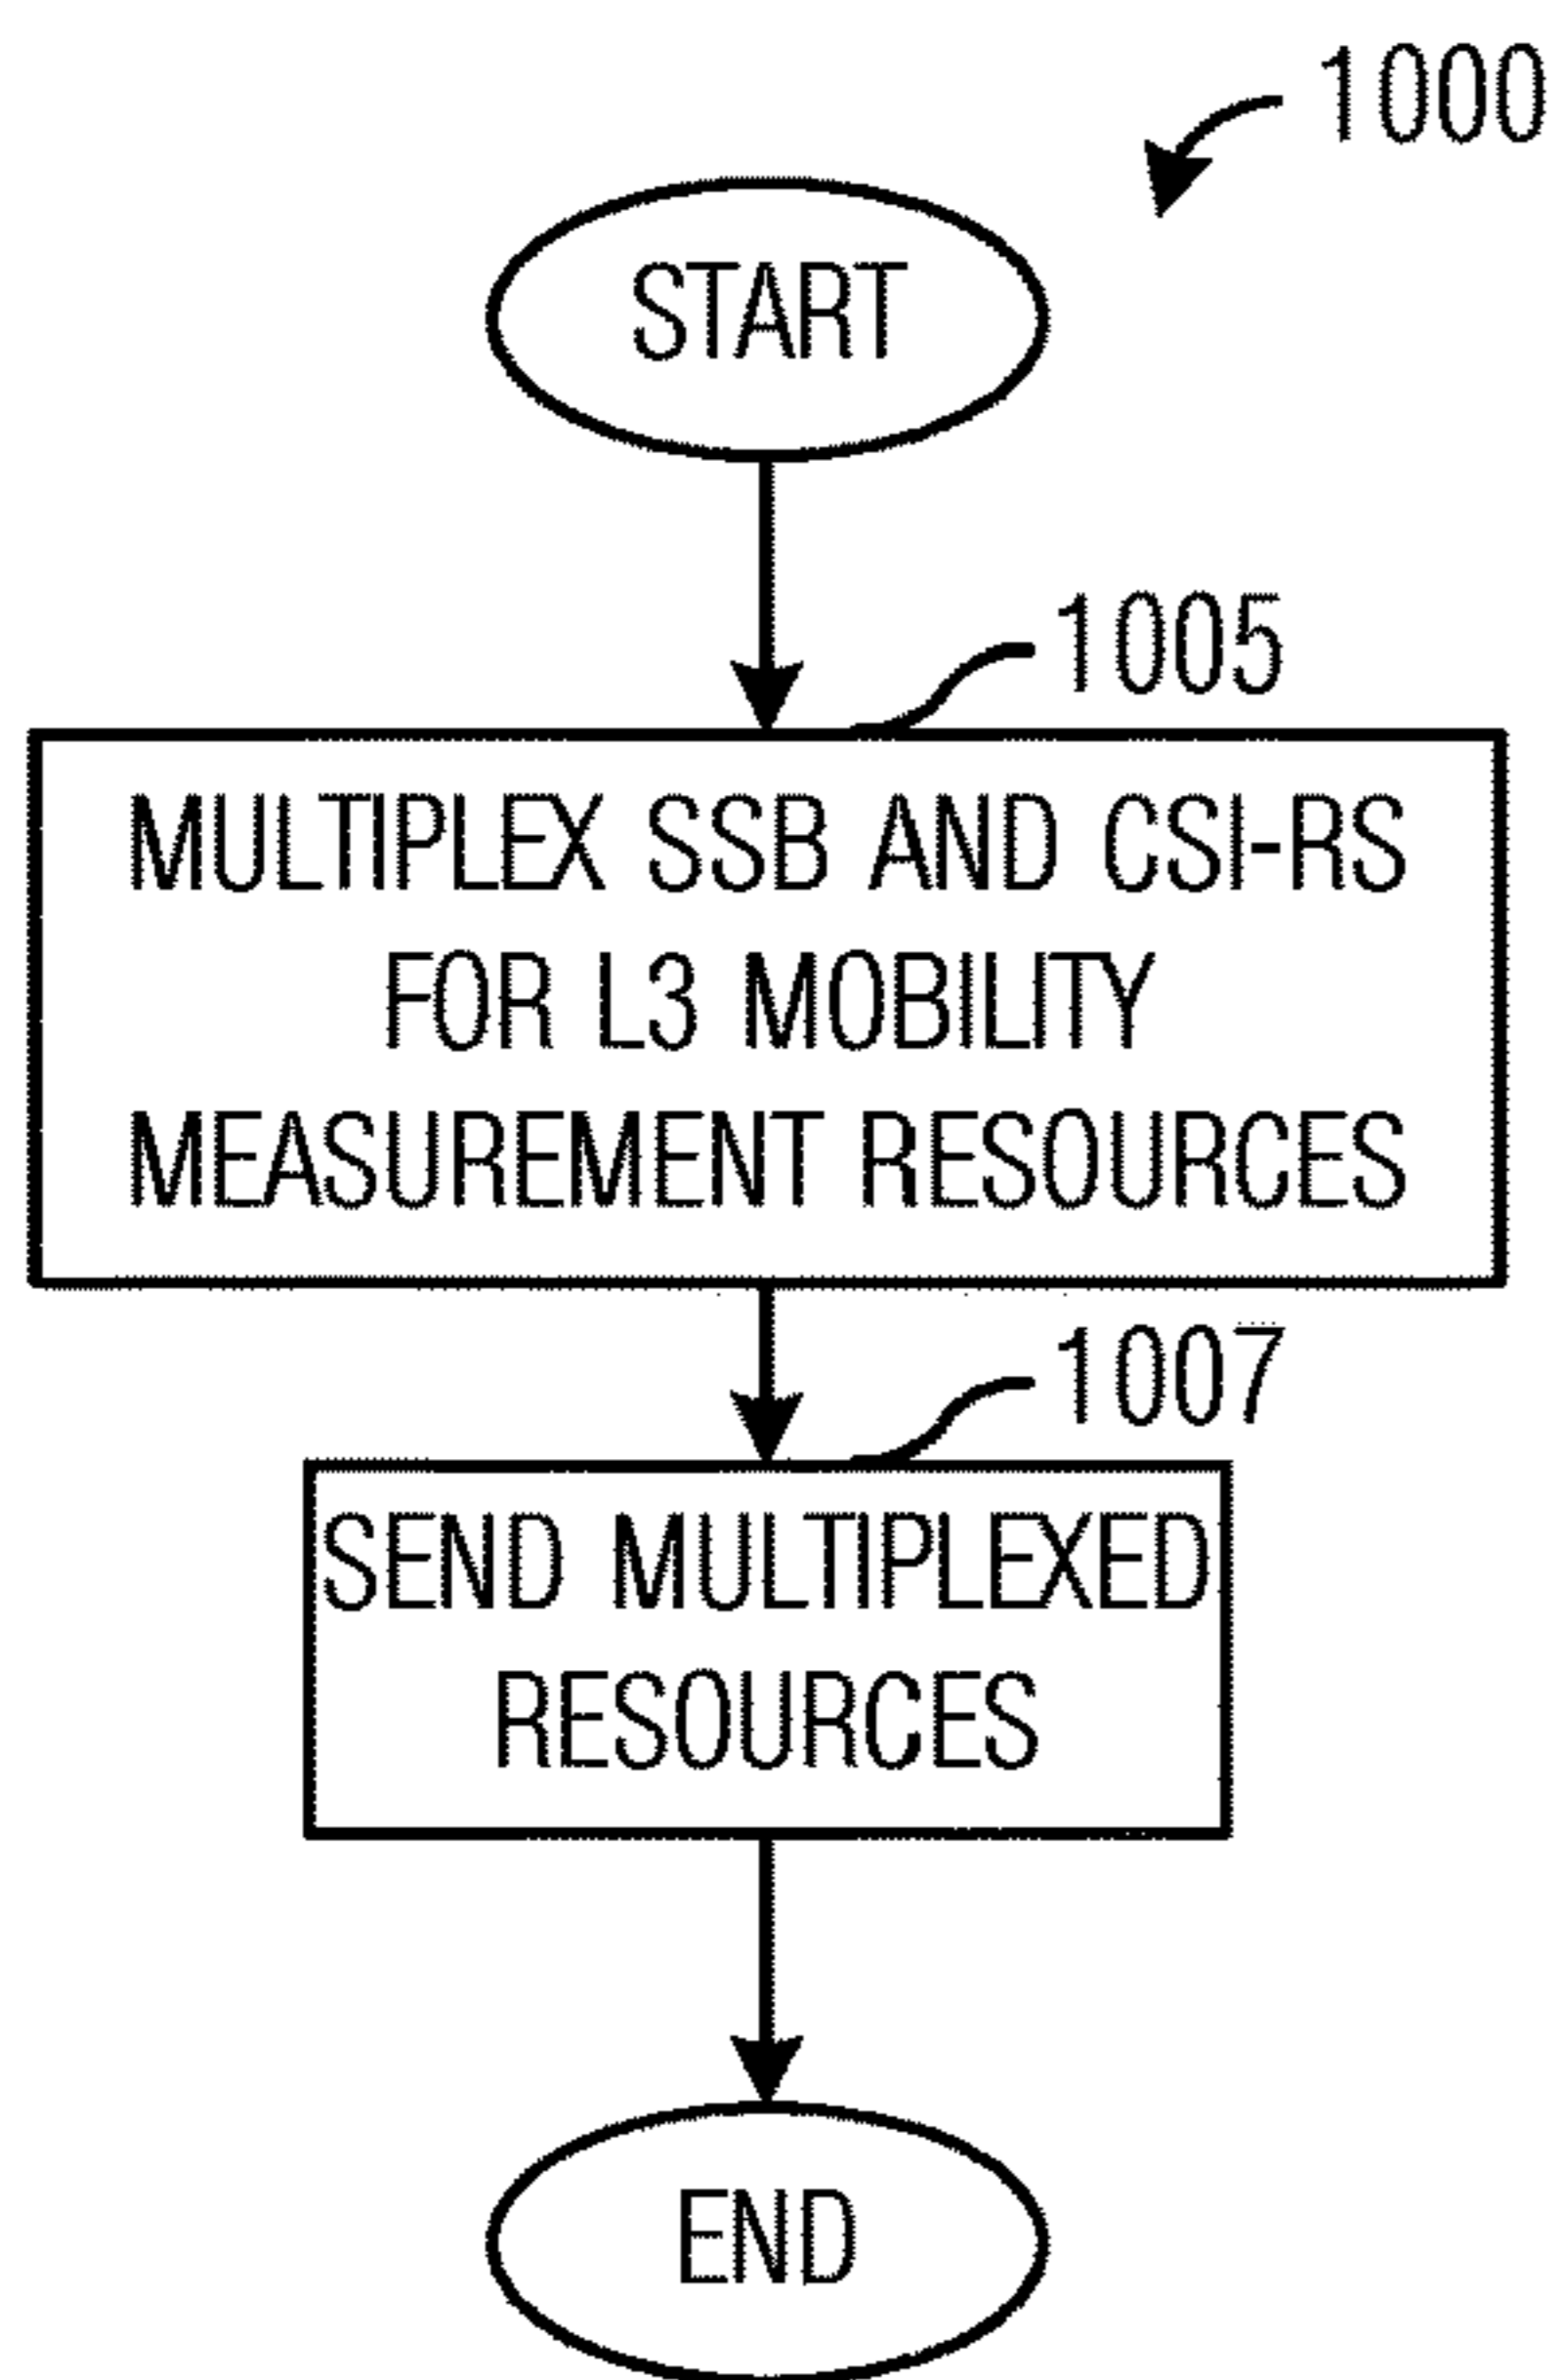 1000
START
1005
MULTIPLEX SSB AND CSI-RS
FOR L3 MOBILITY
MEASUREMENT RESOURCES
1007
SEND MULTIPLEXED
RESOURCES
END